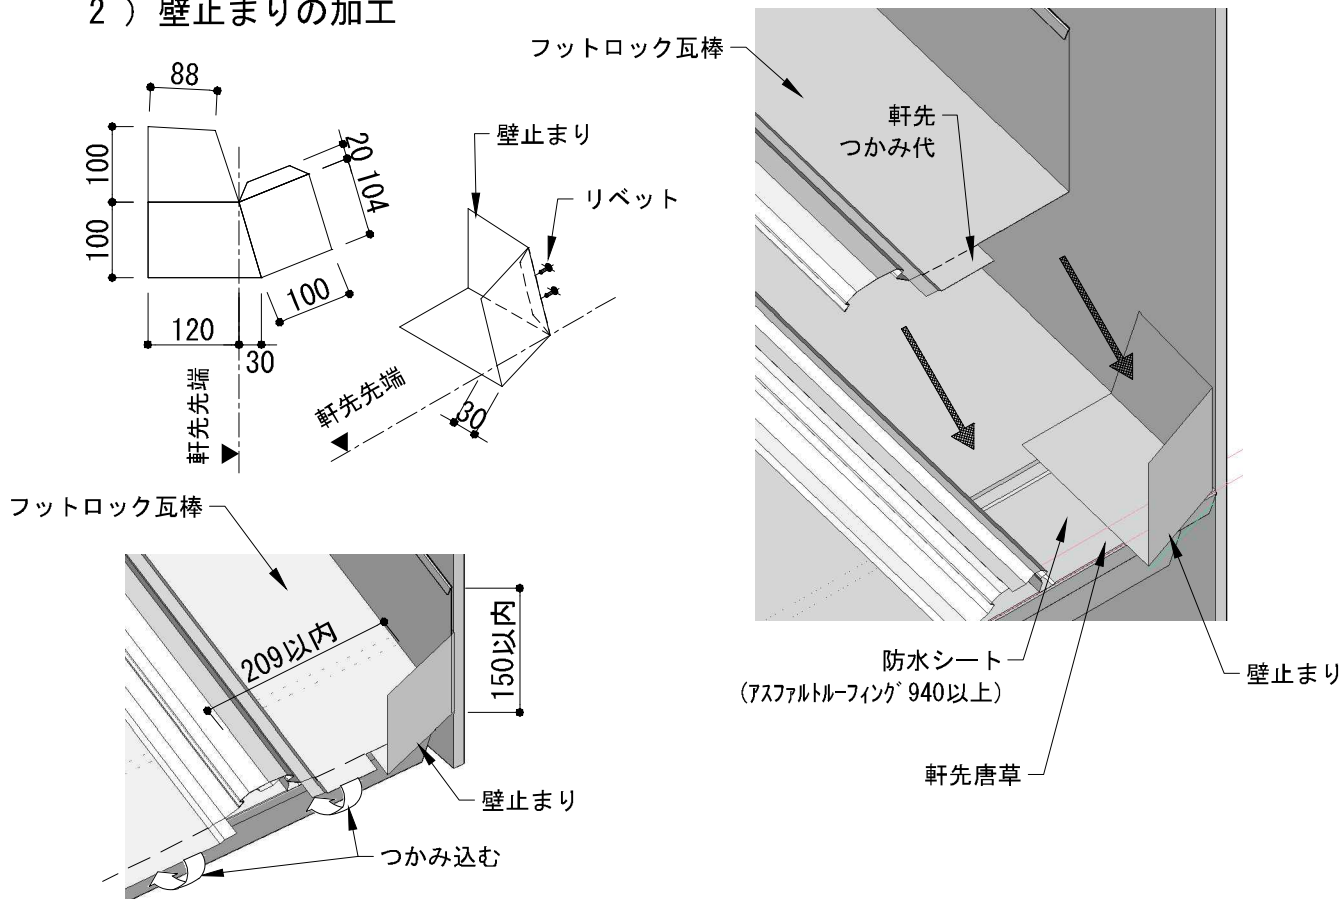 2）壁止まりの加工
88
100
100
20
104
100
120
30
軒先先端
壁止まり
リベット
軒先先端
30
フットロック瓦棒
軒先
つかみ代
防水シート
(ｱｽﾌｧﾙﾄﾙｰﾌｨﾝｸﾞ940以上)
軒先唐草
壁止まり
フットロック瓦棒
209以内
150以内
壁止まり
つかみ込む